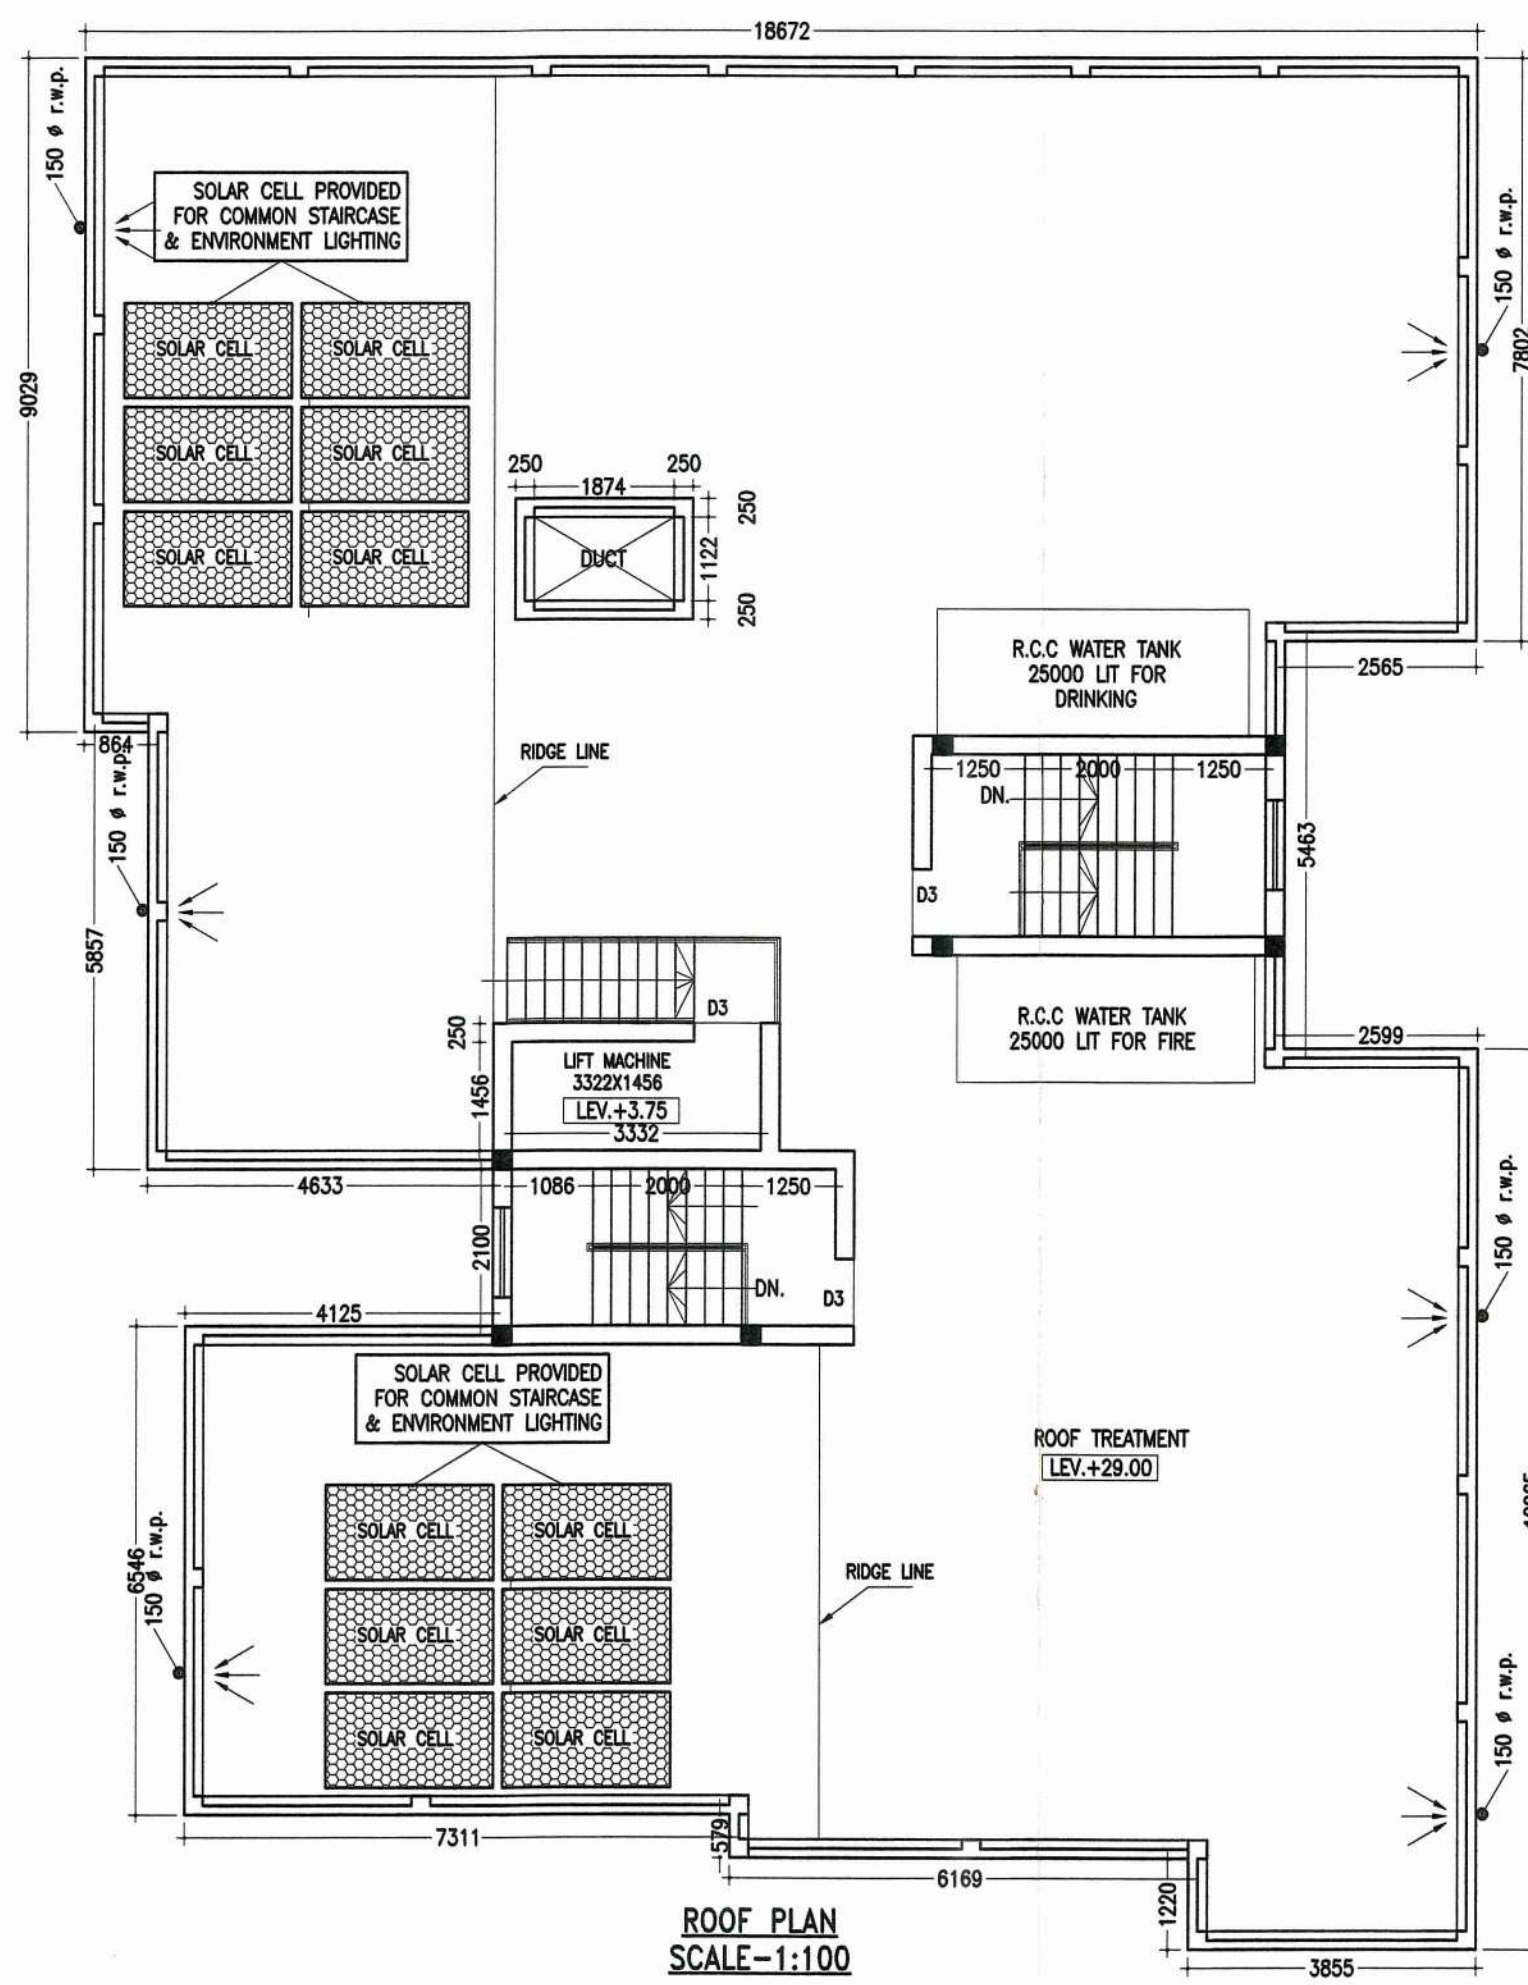 18672
150 ø r.w.p.
SOLAR CELL PROVIDED
FOR COMMON STAIRCASE
& ENVIRONMENT LIGHTING
150 ø r.w.p.
7802
9029
SOLAR CELL
SOLAR CELL
SOLAR CELL
SOLAR CELL
SOLAR CELL
SOLAR CELL
250
1874
250
250
1122
250
DUCT
R.C.C WATER TANK
25000 LIT FOR
DRINKING
2565
864
150 ø r.w.p.
RIDGE LINE
1250
2000
1250
DN.
5463
D3
5857
D3
250
1456
LIFT MACHINE
3322X1456
LEV.+3.75
3332
R.C.C WATER TANK
25000 LIT FOR FIRE
2599
4633
1086
2000
1250
150 ø r.w.p.
2100
DN.
D3
4125
SOLAR CELL PROVIDED
FOR COMMON STAIRCASE
& ENVIRONMENT LIGHTING
ROOF TREATMENT
LEV.+29.00
6546
150 ø r.w.p.
SOLAR CELL
SOLAR CELL
SOLAR CELL
SOLAR CELL
SOLAR CELL
SOLAR CELL
RIDGE LINE
150 ø r.w.p.
7311
579
6169
1220
3855
ROOF PLAN
SCALE-1:100